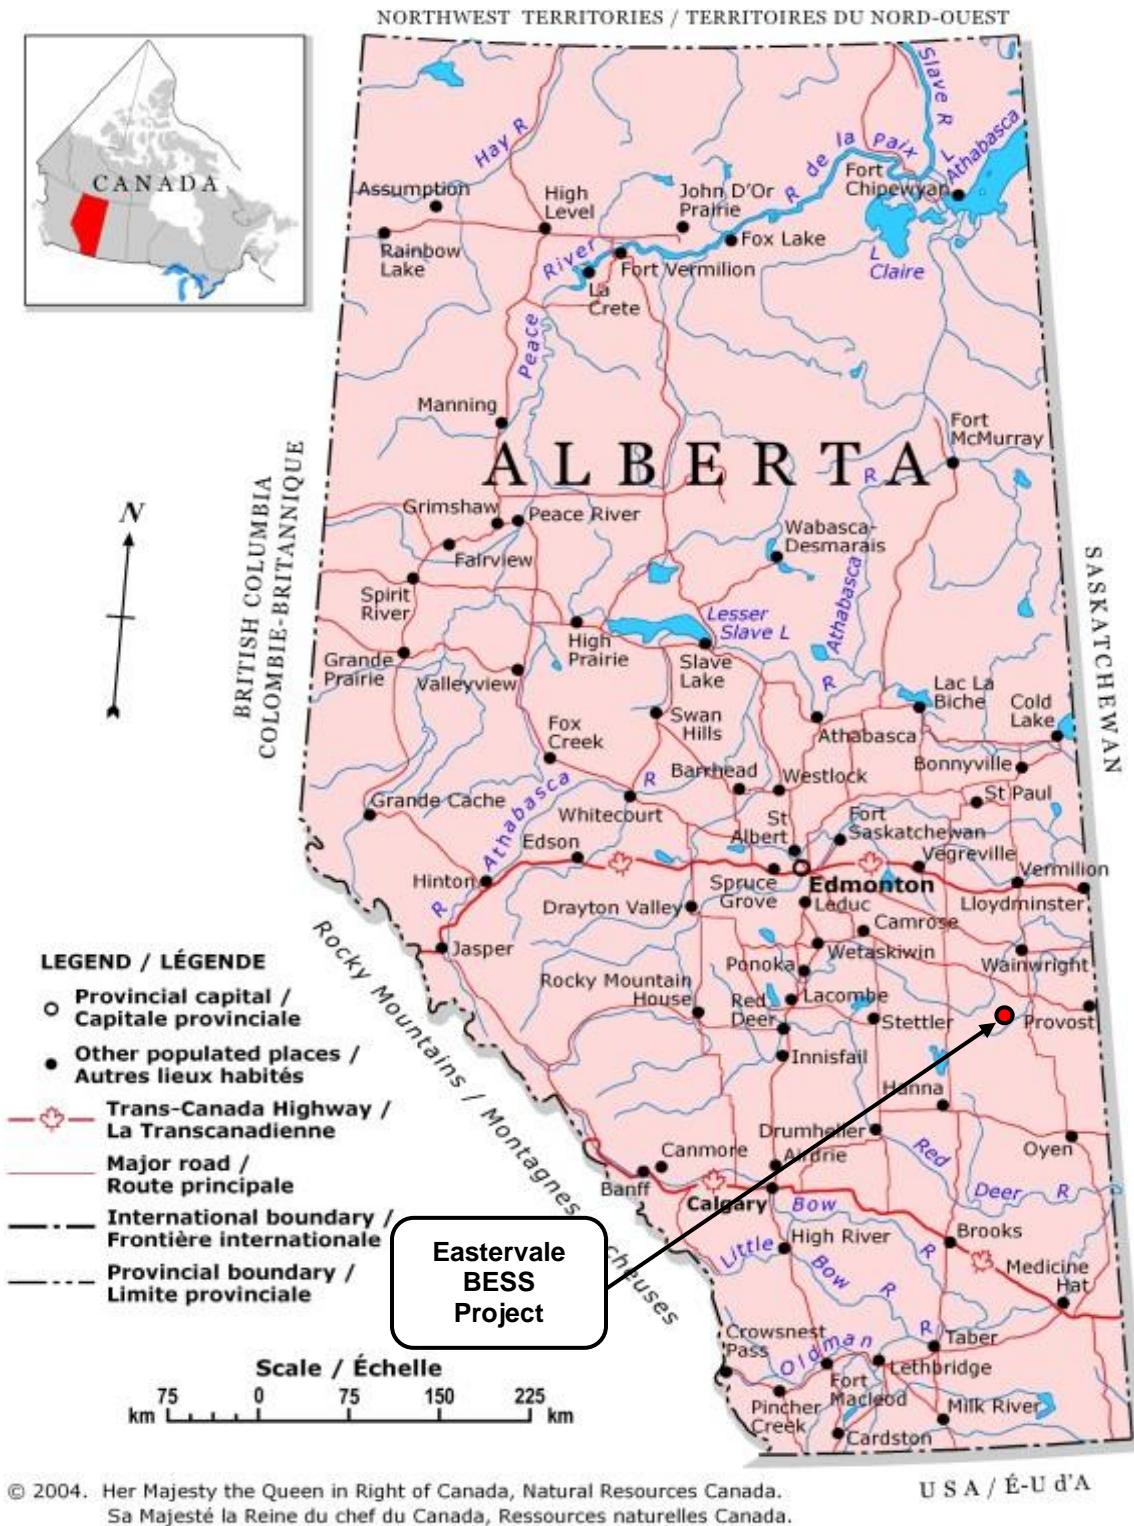 NORTHWEST TERRITORIES / TERRITOIRES DU NORD-OUEST
CANADA
Slave R
L Athabasca
Hay R
R de la Paix
Fort
Chipewyan
Assumption
High
Level
John D'Or
Prairie
Rainbow
Lake
River
Fox Lake
Fort Vermilion
L
Claire
La
Crete
Peace
Manning
Fort
McMurray
ALBERTA
R
BRITISH COLUMBIA
COLOMBIE-BRITANNIQUE
N
Grimshaw
Peace River
Wabasca-
Desmarais
Fairview
SASKATCHEWAN
Spirit
River
Athabasca
Lesser
Slave L
High
Prairie
Grande
Prairie
Valleyview
Slave
Lake
R
Lac La
Biche
Cold
Lake
Swan
Hills
Fox
Creek
Athabasca
Bonnyville
Barrhead
Westlock
R
Athabasca
St Paul
Grande Cache
Whitecourt
St
Albert
Fort
Saskatchewan
Edson
Vegreville
Vermilion
Hinton
Spruce
Grove
Edmonton
R
Drayton Valley
Leduc
Lloydminster
Camrose
Jasper
Wetaskiwin
Wainwright
Ponoka
Rocky Mountain
House
Red
Deer
Lacombe
Stettler
Provost
Innisfail
Hanna
Rocky Mountains / Montagnes
cheuses
Drumheller
Oyen
Canmore
Airdrie
Red
Deer R
Banff
Calgary
Bow
R
Brooks
Little
Bow
R
High River
Medicine
Hat
Eastervale
BESS
Project
Crowsnest
Pass
Oldman
R
Taber
Lethbridge
Fort
Macleod
Pincher
Creek
Milk River
Cardston
LEGEND / LÉGENDE
Provincial capital /
Capitale provinciale
Other populated places /
Autres lieux habités
Trans-Canada Highway /
La Transcanadienne
Major road /
Route principale
International boundary /
Frontière internationale
Provincial boundary /
Limite provinciale
Scale / Échelle
75 0 75 150 225
km km
USA / É-U d'A
© 2004. Her Majesty the Queen in Right of Canada, Natural Resources Canada.
Sa Majesté la Reine du chef du Canada, Ressources naturelles Canada.